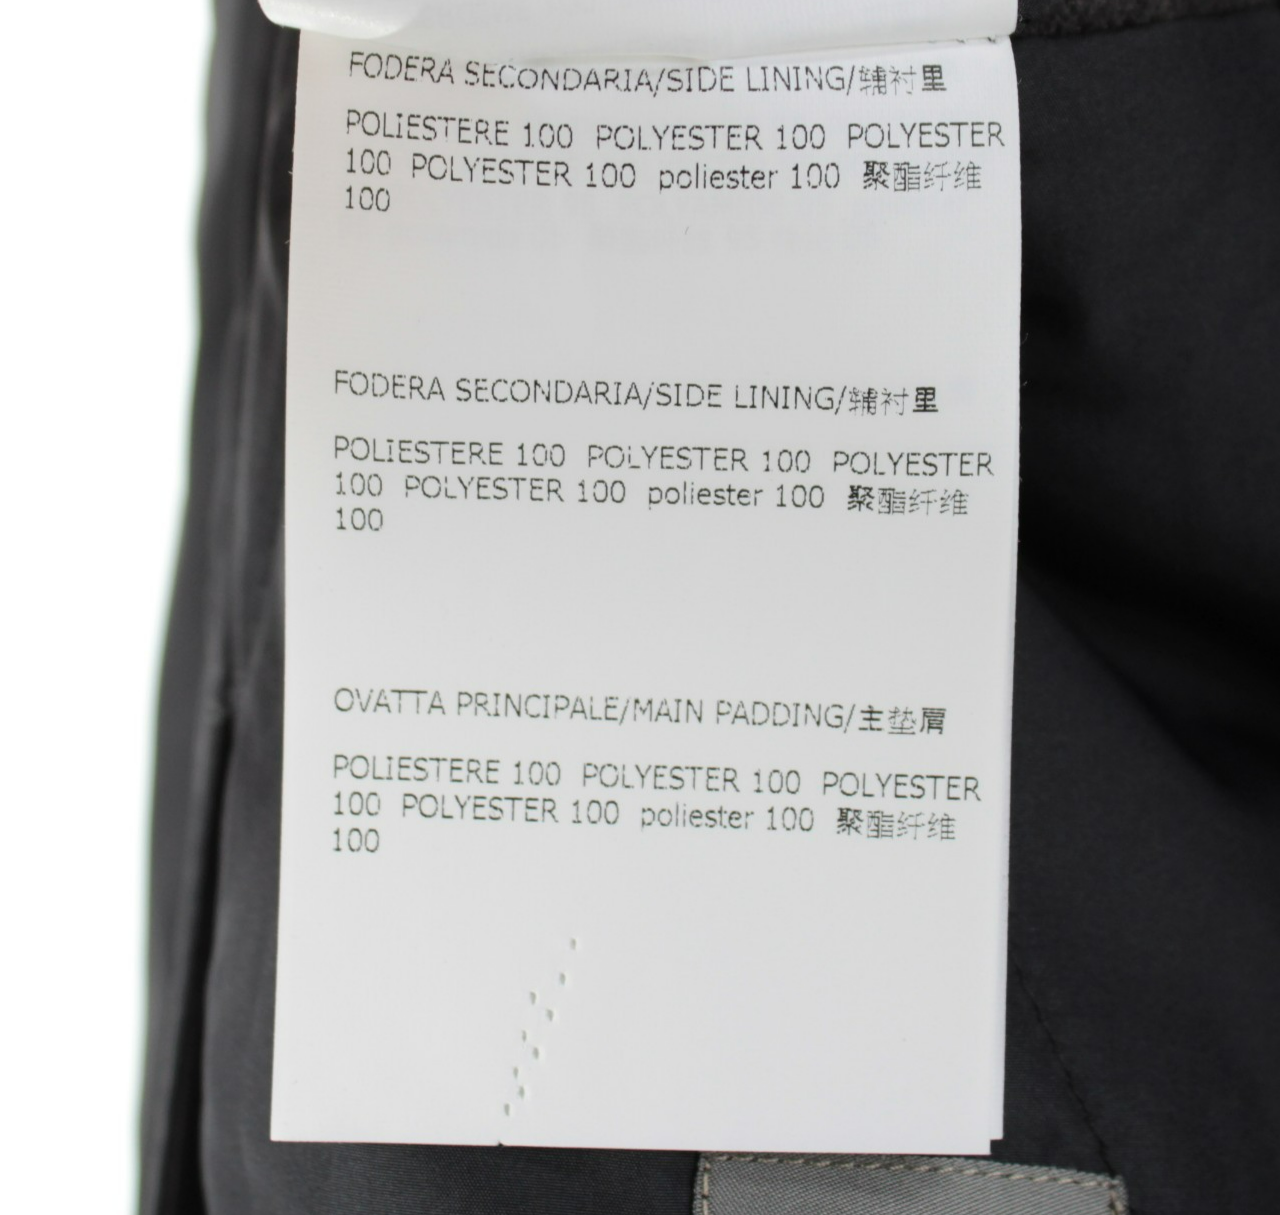 FODERA SECONDARIA/SIDE LINING/辅衬里
POLIESTERE 100 POLYESTER 100 POLYESTER
100 POLYESTER 100 poliester 100 聚酯纤维
100
FODERA SECONDARIA/SIDE LINING/辅衬里
POLIESTERE 100 POLYESTER 100 POLYESTER
100 POLYESTER 100 poliester 100 聚酯纤维
100
OVATTA PRINCIPALE/MAIN PADDING/主垫肩
POLIESTERE 100 POLYESTER 100 POLYESTER
100 POLYESTER 100 poliester 100 聚酯纤维
100